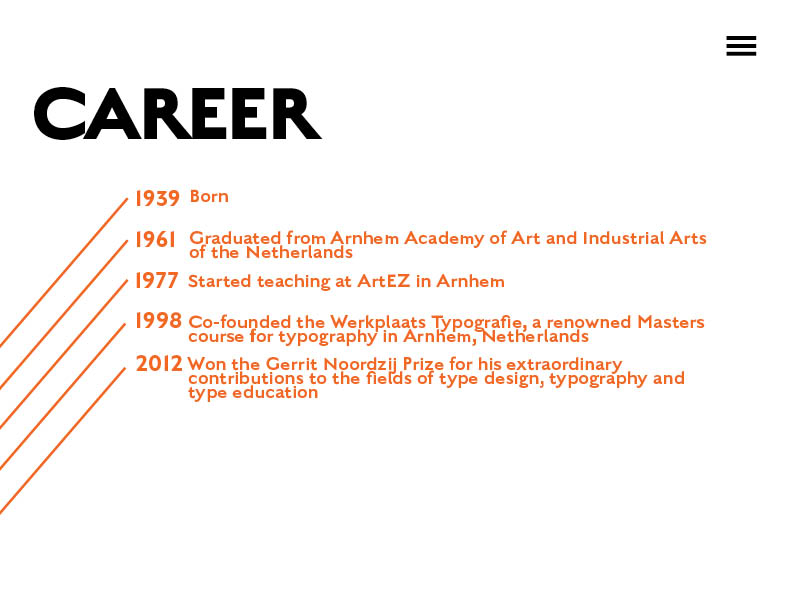 CAREER
1939 Born
1961 Graduated from Arnhem Academy of Art and Industrial Arts
of the Netherlands
1977 Started teaching at ArtEZ in Arnhem
1998 Co-founded the Werkplaats Typografie, a renowned Masters
course for typography in Arnhem, Netherlands
2012 Won the Gerrit Noordzij Prize for his extraordinary
contributions to the fields of type design, typography and
type education